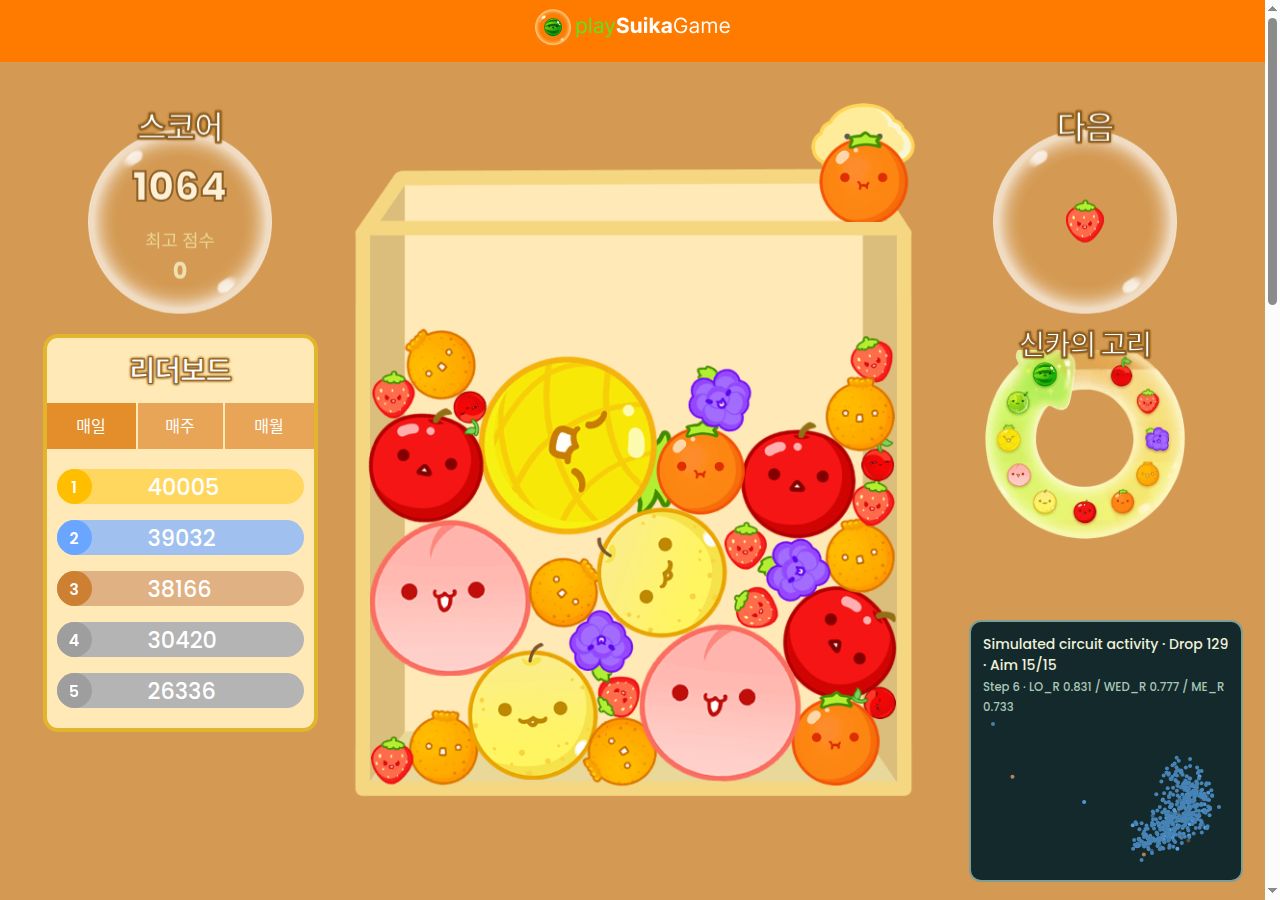 playSuikaGame
스코어
1064
최고 점수
0
다음
리더보드
매일 매주 매월
1 40005
2 39032
3 38166
4 30420
5 26336
신카의 고리
Simulated circuit activity · Drop 129
· Aim 15/15
Step 6 · LO_R 0.831 / WED_R 0.777 / ME_R
0.733